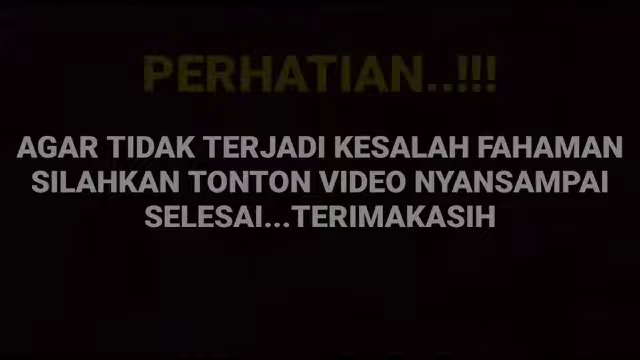 PERHATIAN..!!!
AGAR TIDAK TERJADI KESALAH FAHAMAN
SILAHKAN TONTON VIDEO NYANSAMPAI
SELESAI...TERIMAKASIH